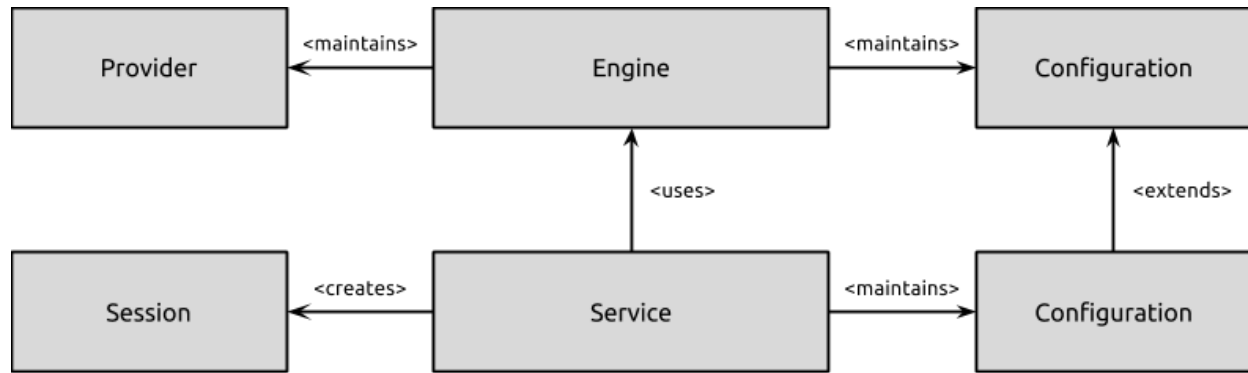 Provider
<maintains>
Engine
<maintains>
Configuration
<uses>
<extends>
Session
<creates>
Service
<maintains>
Configuration